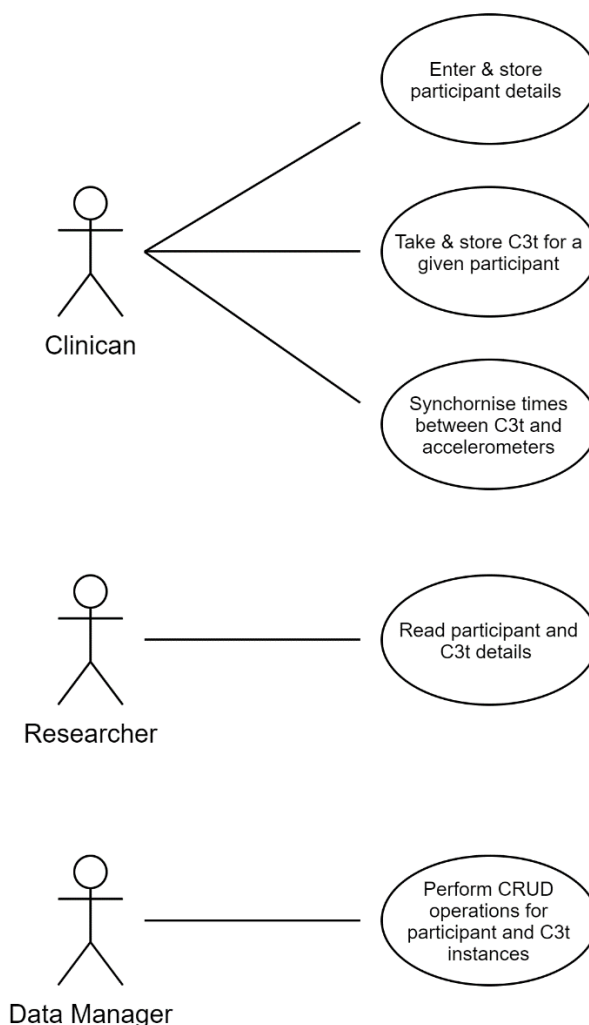 Enter & store
participant details
Take & store C3t for a
given participant
Clinican
Synchornise times
between C3t and
accelerometers
Read participant and
C3t details
Researcher
Perform CRUD
operations for
participant and C3t
instances
Data Manager